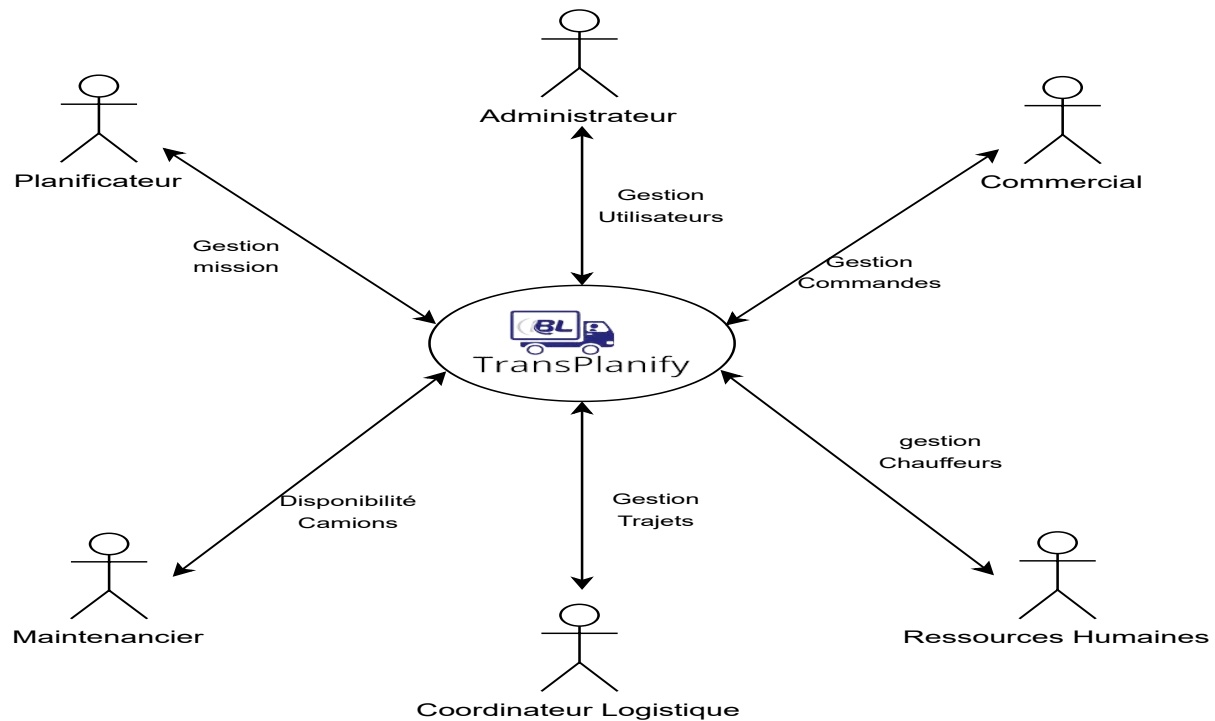 Administrateur
Planificateur
Commercial
Gestion
Utilisateurs
Gestion
mission
Gestion
Commandes
BL
TransPlanify
gestion
Chauffeurs
Disponibilité
Camions
Gestion
Trajets
Maintenancier
Ressources Humaines
Coordinateur Logistique